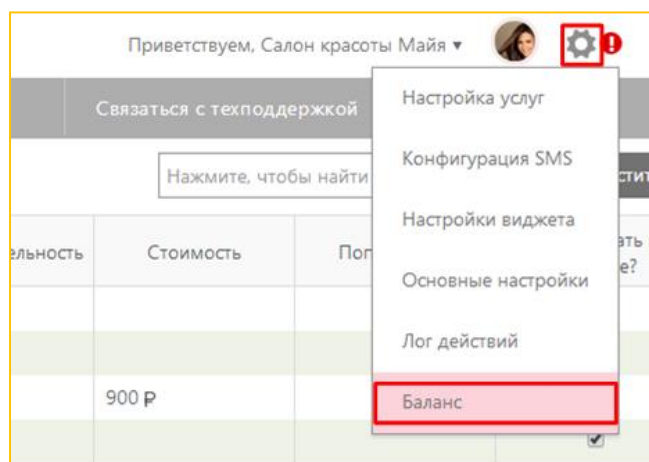 Приветствуем, Салон красоты Майя ▾
Связаться с техподдержкой
Нажмите, чтобы найти
Стоимость
900 ₽
Настройка услуг
Конфигурация SMS
Настройки виджета
Основные настройки
Лог действий
Баланс